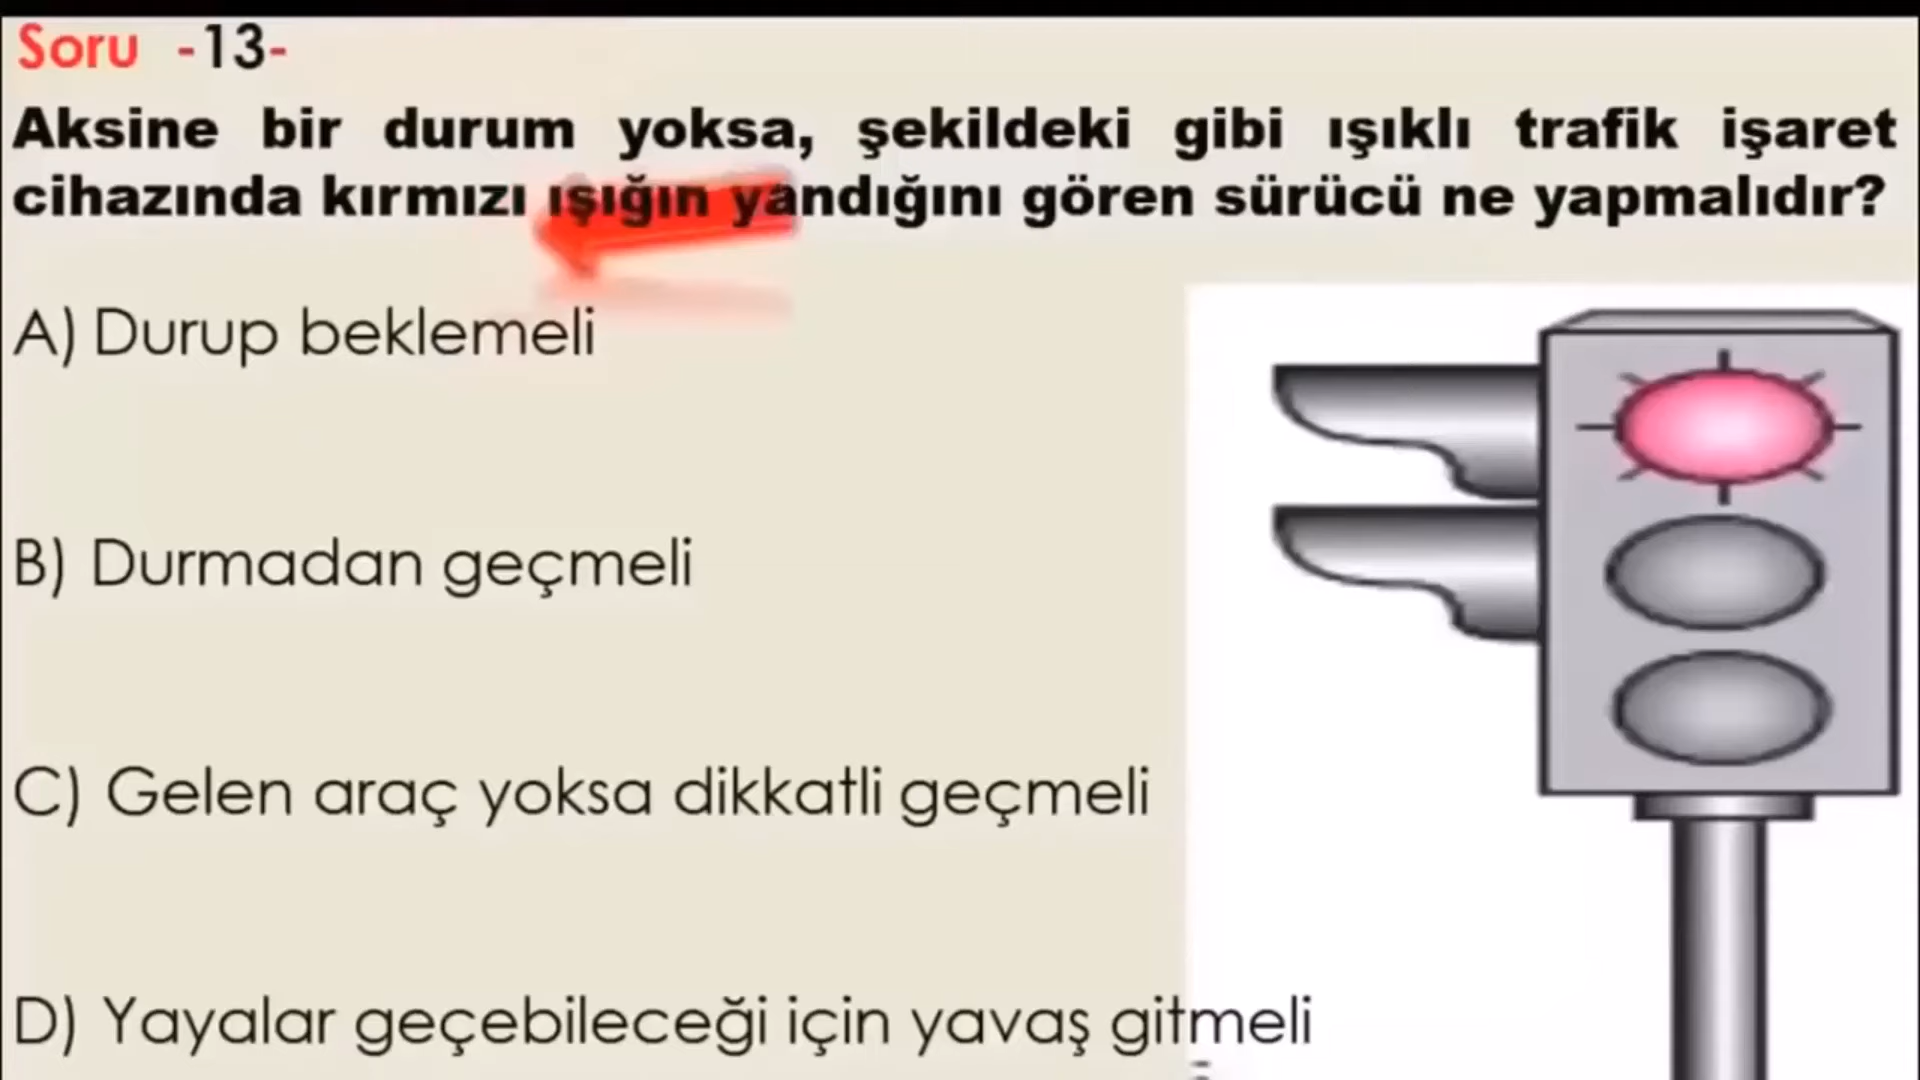 Soru -13-
Aksine bir durum yoksa, şekildeki gibi ışıklı trafik işaret
cihazında kırmızı ışığın yandığını gören sürücü ne yapmalıdır?
A) Durup beklemeli
B) Durmadan geçmeli
C) Gelen araç yoksa dikkatli geçmeli
D) Yayalar geçebileceği için yavaş gitmeli